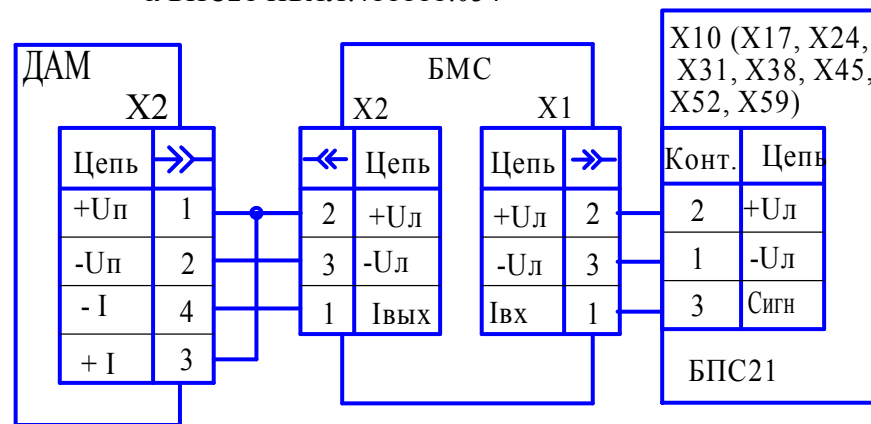 ДАМ
X2
Цепь
+Uп 1
-Uп 2
- I 4
+ I 3
БМС
X2
Цепь
2 +Uл
3 -Uл
1 Iвых
X1
Цепь
+Uл 2
-Uл 3
Iвх 1
X10 (X17, X24,
X31, X38, X45,
X52, X59)
Конт. Цепь
2 +Uл
1 -Uл
3 Сигн
БПС21